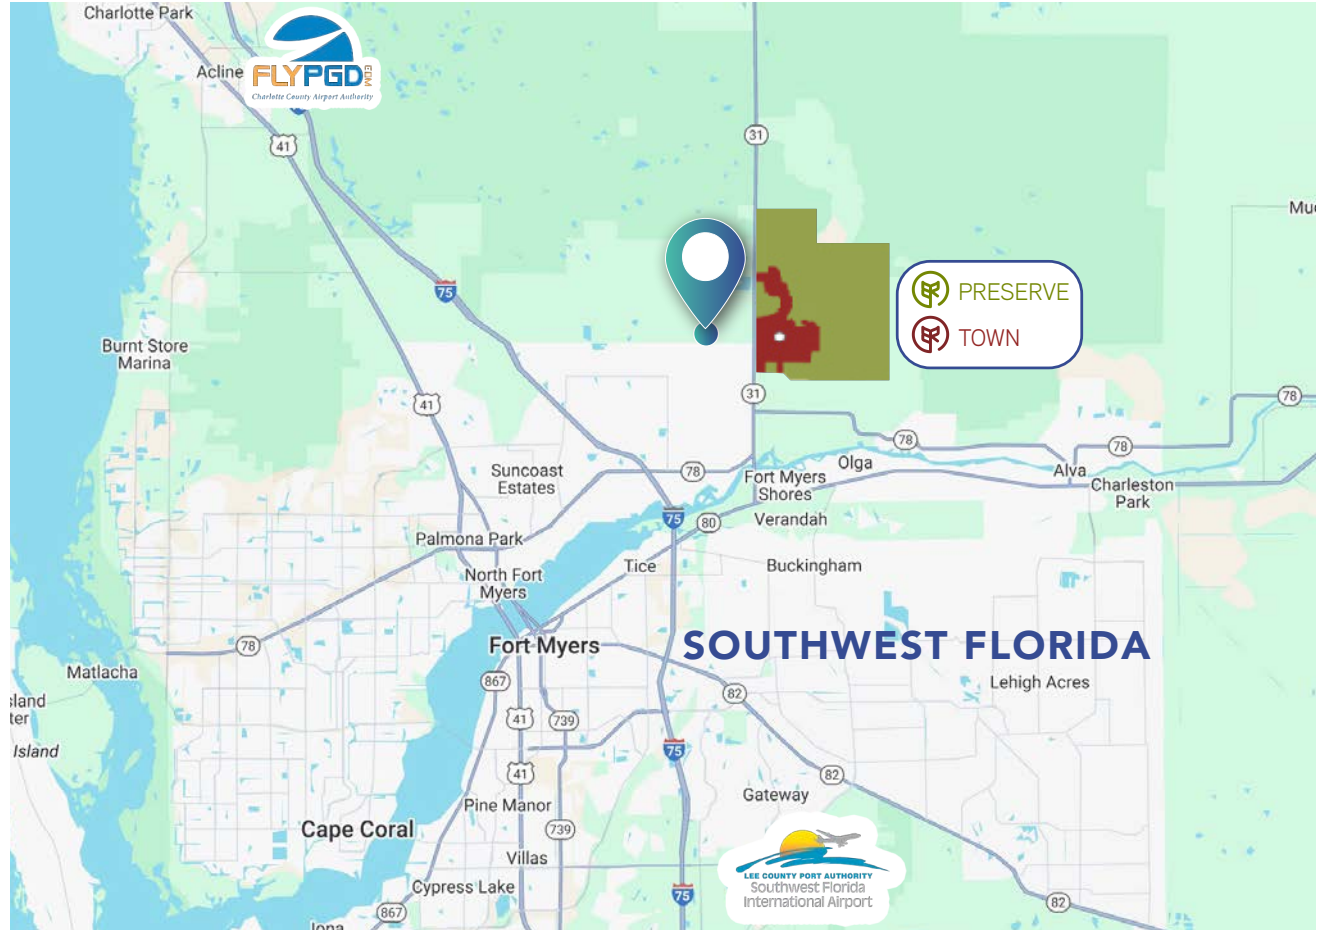 Charlotte Park
Acline
FLYPGD.COM
Charlotte County Airport Authority
41
31
Mu
75
PRESERVE
TOWN
Burnt Store
Marina
41
31
78
78
78
Suncoast
Estates
78
Olga
Alva
Fort Myers
Shores
Charleston
Park
75
80
Verandah
Palmona Park
Tice
Buckingham
North Fort
Myers
Fort Myers
SOUTHWEST FLORIDA
78
Matlacha
867
82
Lehigh Acres
sland
ter
41
739
Island
75
41
82
Pine Manor
Gateway
Cape Coral
739
Villas
LEE COUNTY PORT AUTHORITY
Southwest Florida
International Airport
Cypress Lake
75
82
867
Iona